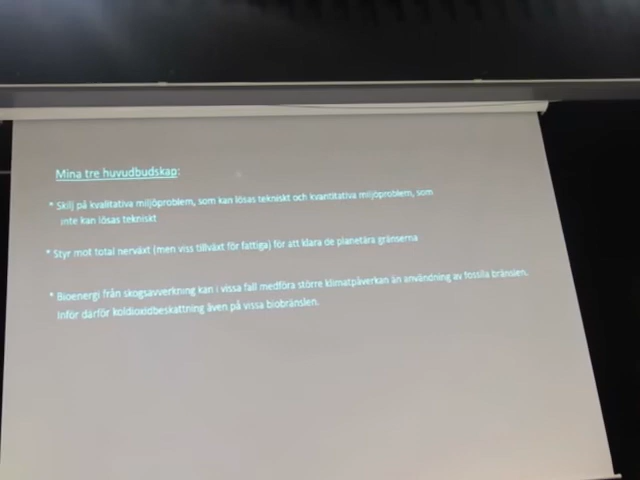 Mina tre huvudbudskap:
* Skilj på kvalitativa miljöproblem, som kan lösas tekniskt och kvantitativa miljöproblem, som
inte kan lösas tekniskt
* Styr mot total nerväxt (men viss tillväxt för fattiga) för att klara de planetära gränserna
* Bioenergi från skogsavverkning kan i vissa fall medföra större klimatpåverkan än användning av fossila bränslen.
Inför därför koldioxidbeskattning även på vissa biobränslen.